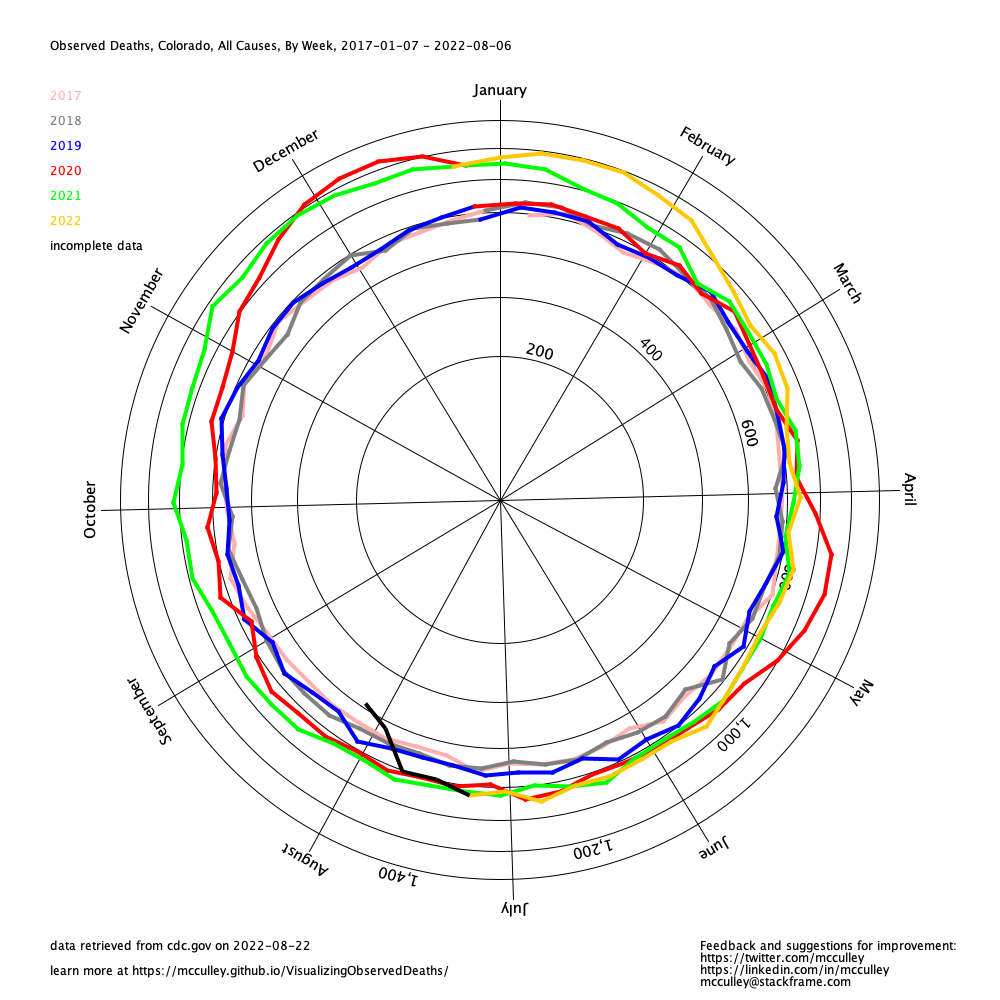 Observed Deaths, Colorado, All Causes, By Week, 2017-01-07 - 2022-08-06
2017
2018
2019
2020
2021
2022
incomplete data
January
February
March
April
May
June
July
August
September
October
November
December
200
400
600
800
1,000
1,200
1,400
data retrieved from cdc.gov on 2022-08-22
learn more at https://mcculley.github.io/VisualizingObservedDeaths/
Feedback and suggestions for improvement:
https://twitter.com/mcculley
https://linkedin.com/in/mcculley
mcculley@stackframe.com